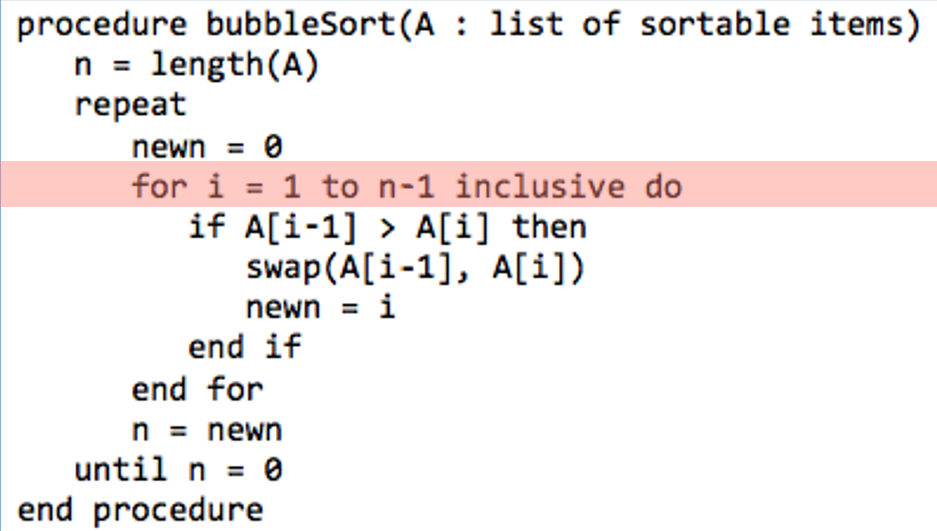 procedure bubbleSort(A : list of sortable items)
n = length(A)
repeat
newn = 0
for i = 1 to n-1 inclusive do
if A[i-1] > A[i] then
swap(A[i-1], A[i])
newn = i
end if
end for
n = newn
until n = 0
end procedure